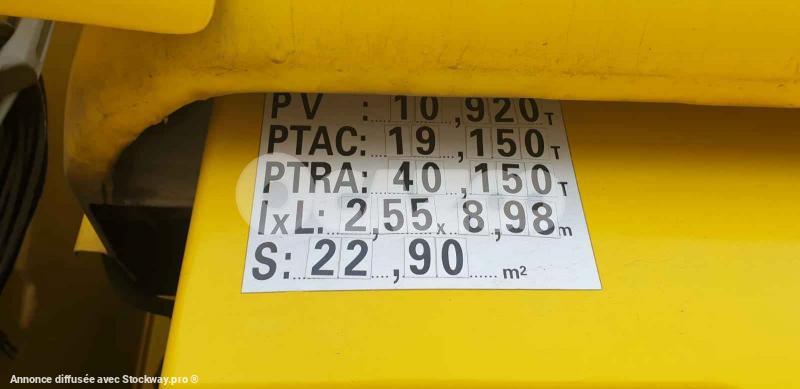 PV : 10,920 T
PTAC: 19,150 T
PTRA: 40,150 T
IxL: 2,55 x 8,98 m
S: 22,90 m²
Annonce diffusée avec Stockway.pro ®